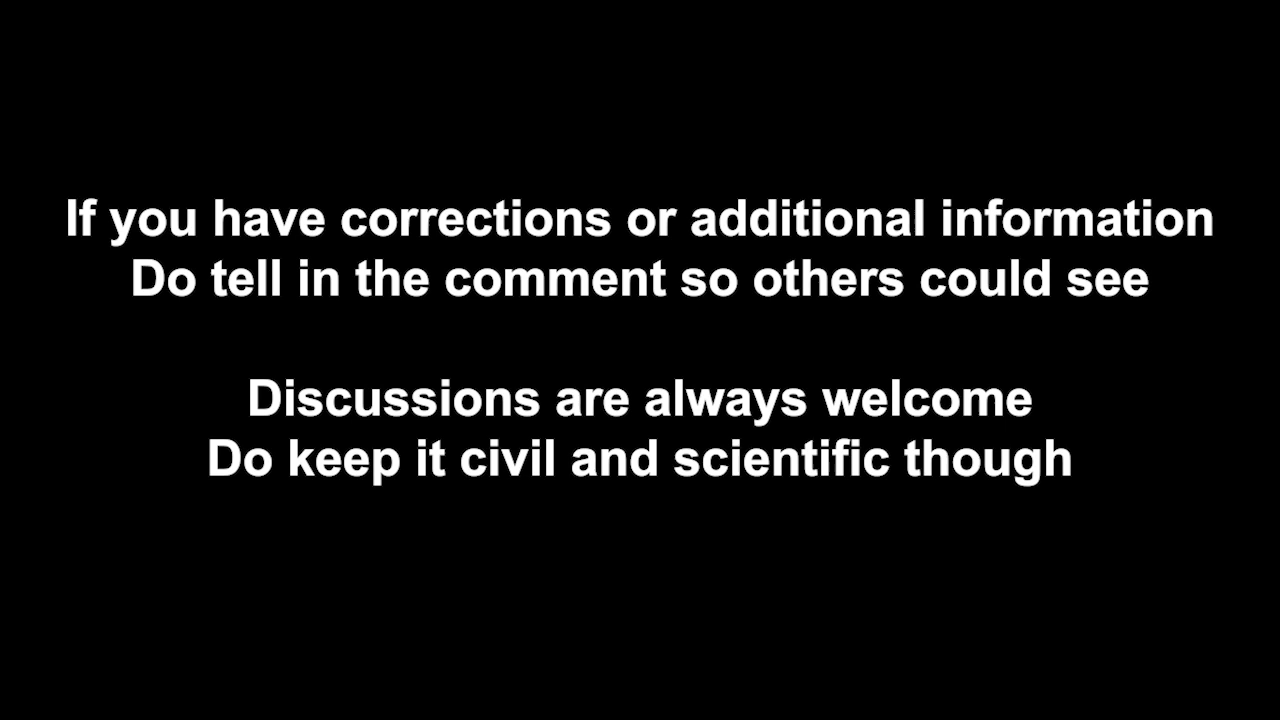 If you have corrections or additional information
Do tell in the comment so others could see
Discussions are always welcome
Do keep it civil and scientific though